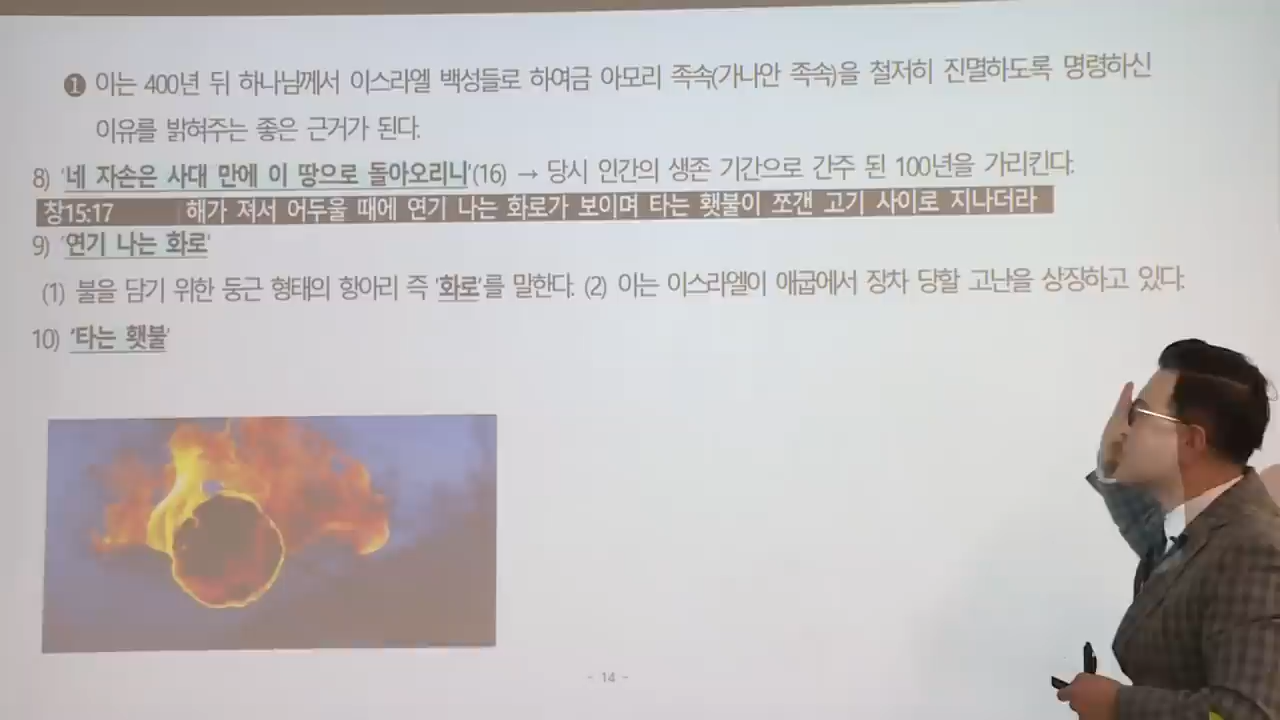 ❶ 이는 400년 뒤 하나님께서 이스라엘 백성들로 하여금 아모리 족속(가나안 족속)을 철저히 진멸하도록 명령하신
이유를 밝혀주는 좋은 근거가 된다.
8) '네 자손은 사대 만에 이 땅으로 돌아오리니'(16) → 당시 인간의 생존 기간으로 간주 된 100년을 가리킨다.
창15:17 해가 져서 어두울 때에 연기 나는 화로가 보이며 타는 횃불이 쪼갠 고기 사이로 지나더라
9) '연기 나는 화로'
(1) 불을 담기 위한 둥근 형태의 항아리 즉 '화로'를 말한다. (2) 이는 이스라엘이 애굽에서 장차 당할 고난을 상장하고 있다.
10) '타는 횃불'
- 14 -